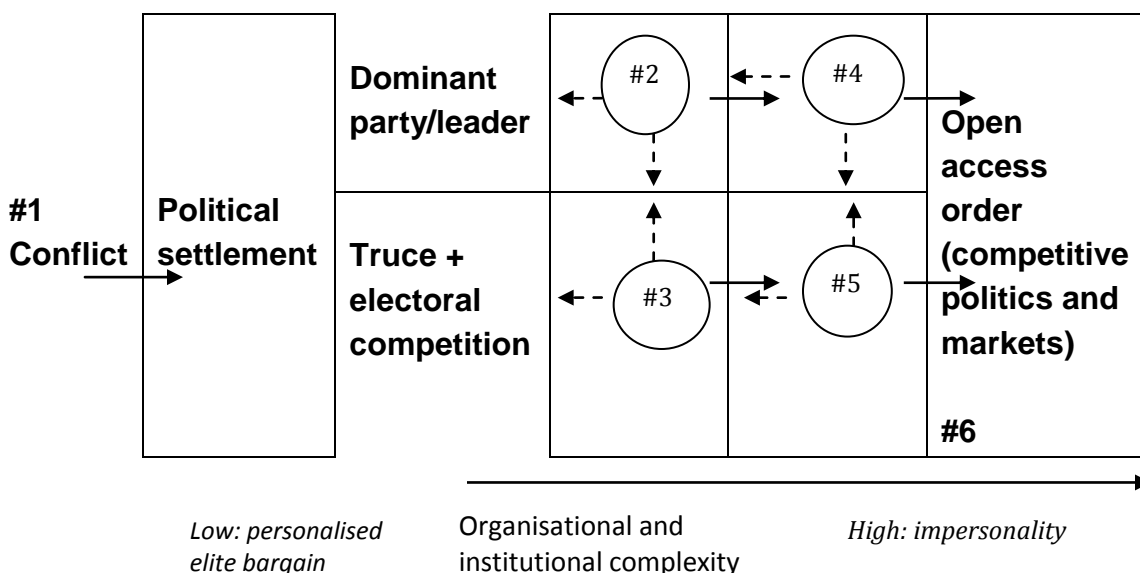 #1
Conflict
Political
settlement
Dominant
party/leader
Truce +
electoral
competition
#2
#4
#3
#5
Open
access
order
(competitive
politics and
markets)
#6
Low: personalised
elite bargain
Organisational and
institutional complexity
High: impersonality